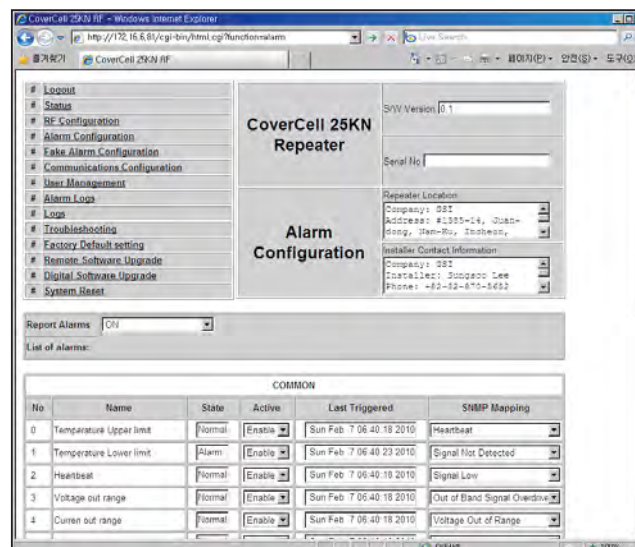 CoverCell 25KN RF - Windows Internet Explorer
http://172.16.6.81/cgi-bin/html.cgi?function=alarm
Live Search
즐겨찾기 CoverCell 25KN RF 페이지(P) 안전(S) 도구(O)
# Logout
# Status
# RF Configuration
# Alarm Configuration
# Fake Alarm Configuration
# Communications Configuration
# User Management
# Alarm Logs
# Logs
# Troubleshooting
# Factory Default setting
# Remote Software Upgrade
# Digital Software Upgrade
# System Reset
CoverCell 25KN
Repeater
S/W Version 0.1
Serial No
Alarm
Configuration
Repeater Location
Company: GSI
Address: #1385-14, Juan-
dong, Nam-Ku, Incheon,
Installer Contact Information
Company: GSI
Installer: Sungsoo Lee
Phone: +82-32-870-5682
Report Alarms ON
List of alarms:
COMMON
No Name State Active Last Triggered SNMP Mapping
0 Temperature Upper limit Normal Enable Sun Feb 7 06:40:18 2010 Heartbeat
1 Temperature Lower limit Alarm Enable Sun Feb 7 06:40:23 2010 Signal Not Detected
2 Heartbeat Normal Enable Sun Feb 7 06:40:18 2010 Signal Low
3 Voltage out range Normal Enable Sun Feb 7 06:40:18 2010 Out of Band Signal Overdrive
4 Curren out range Normal Enable Sun Feb 7 06:40:18 2010 Voltage Out of Range